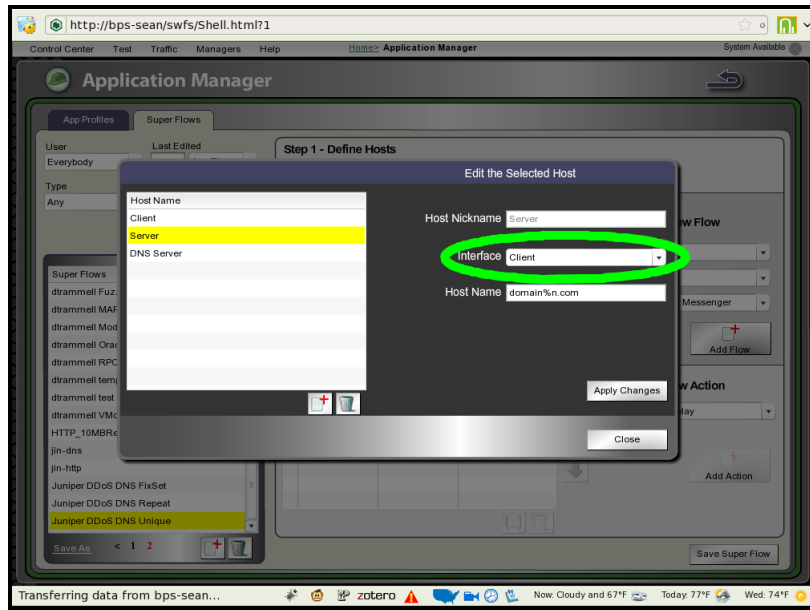 http://bps-sean/swfs/Shell.html?1
Control Center Test Traffic Managers Help Home> Application Manager System Available
Application Manager
App Profiles Super Flows
User Last Edited Step 1 - Define Hosts
Everybody
Edit the Selected Host
Type
Any
Host Name
Client Host Nickname Server
Server
Interface Client
DNS Server
Host Name domain%n.com
ew Flow
Super Flows
dtrammell Fuz
dtrammell MAP
Messenger
dtrammell Mod
dtrammell Orac
Add Flow
dtrammell RPC
dtrammell temp
w Action
Apply Changes
dtrammell test
elay
dtrammell VMc
HTTP_10MBRe
Close
jin-dns
jin-http
Add Action
Juniper DDoS DNS FixSet
Juniper DDoS DNS Repeat
Juniper DDoS DNS Unique
Save As < 1 2
Save Super Flow
Transferring data from bps-sean... zotero Now: Cloudy and 67°F Today: 77°F Wed: 74°F